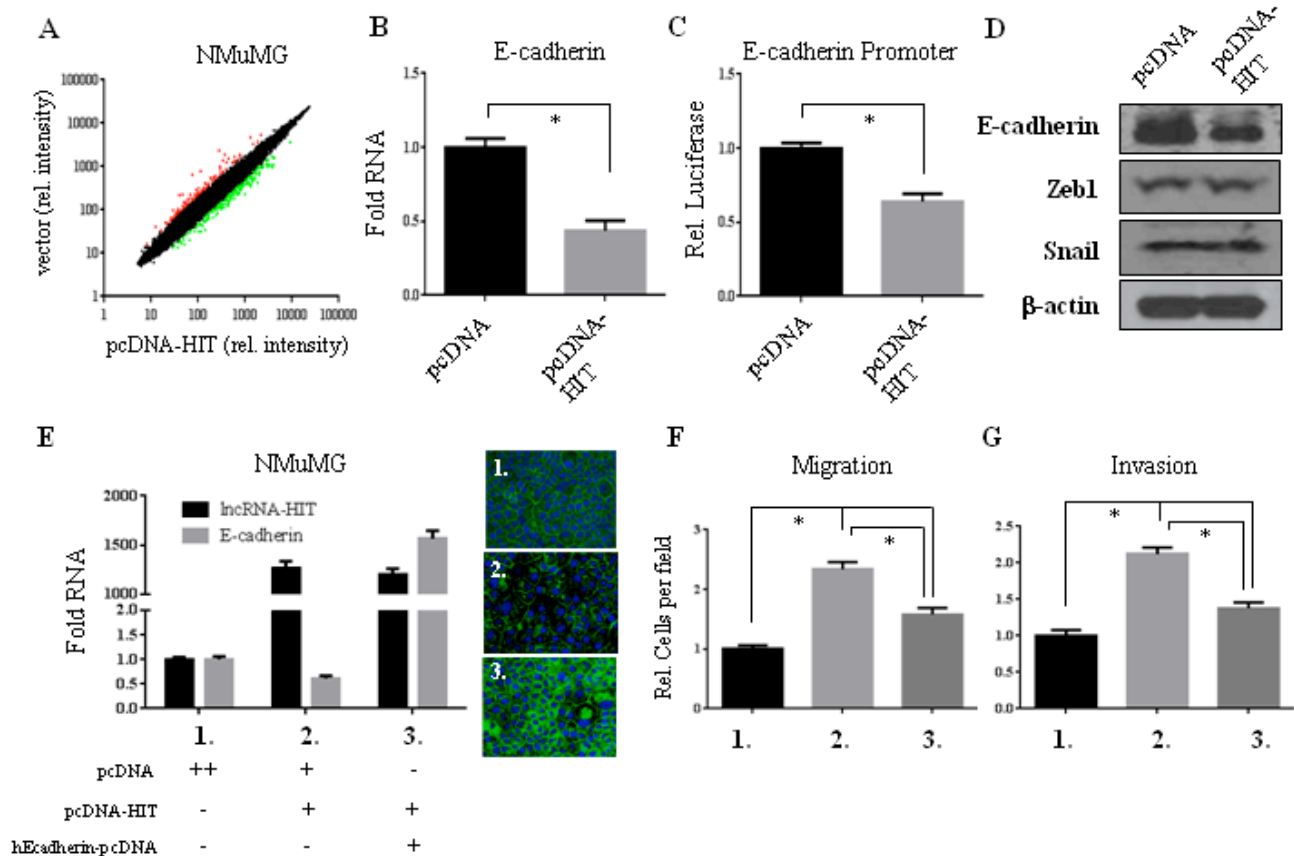 A
NMuMG
100000
10000
1000
100
10
1
1
10
100
1000
10000
100000
vector (rel. intensity)
pcDNA-HIT (rel. intensity)
B
E-cadherin
*
Fold RNA
1.0
0.5
0.0
pcDNA
pcDNA-HIT
C
E-cadherin Promoter
*
Rel. Luciferase
1.0
0.5
0.0
pcDNA
pcDNA-HIT
D
pcDNA
pcDNA-HIT
E-cadherin
Zeb1
Snail
β-actin
E
NMuMG
lncRNA-HIT
E-cadherin
Fold RNA
2000
1500
1000
2.0
1.5
1.0
0.5
0.0
1. 2. 3.
pcDNA ++ + -
pcDNA-HIT - + +
hEcadherin-pcDNA - - +
1.
2.
3.
F
Migration
*
*
Rel. Cells per field
3
2
1
0
1. 2. 3.
G
Invasion
*
*
2.5
2.0
1.5
1.0
0.5
0.0
1. 2. 3.